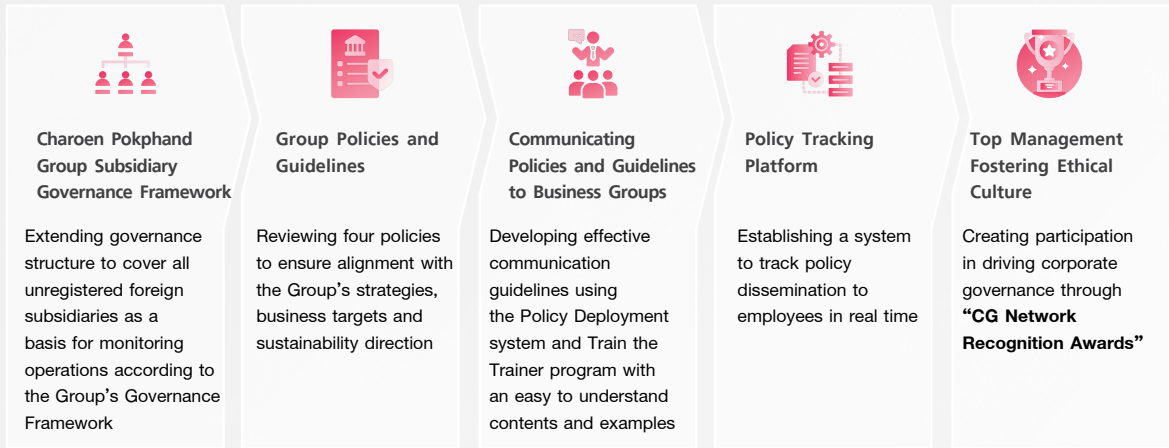 Charoen Pokphand
Group Subsidiary
Governance Framework
Extending governance
structure to cover all
unregistered foreign
subsidiaries as a
basis for monitoring
operations according to
the Group’s Governance
Framework
Group Policies and
Guidelines
Reviewing four policies
to ensure alignment with
the Group’s strategies,
business targets and
sustainability direction
Communicating
Policies and Guidelines
to Business Groups
Developing effective
communication
guidelines using
the Policy Deployment
system and Train the
Trainer program with
an easy to understand
contents and examples
Policy Tracking
Platform
Establishing a system
to track policy
dissemination to
employees in real time
Top Management
Fostering Ethical
Culture
Creating participation
in driving corporate
governance through
“CG Network
Recognition Awards”